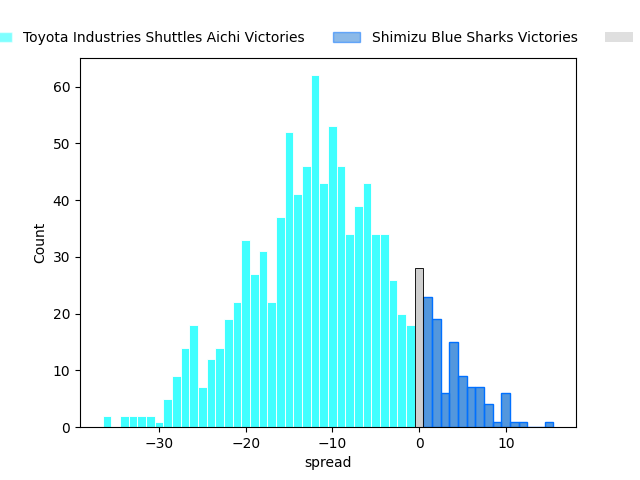 Toyota Industries Shuttles Aichi Victories Shimizu Blue Sharks Victories
60
50
40
30
20
10
0
Count
−30 −20 −10 0 10
spread